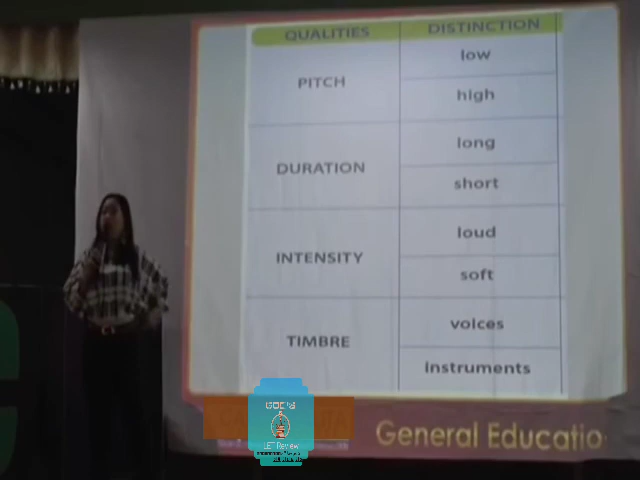 QUALITIES DISTINCTION
PITCH
low
high
DURATION
long
short
INTENSITY
loud
soft
TIMBRE
voices
instruments
LET Review
General Educatio